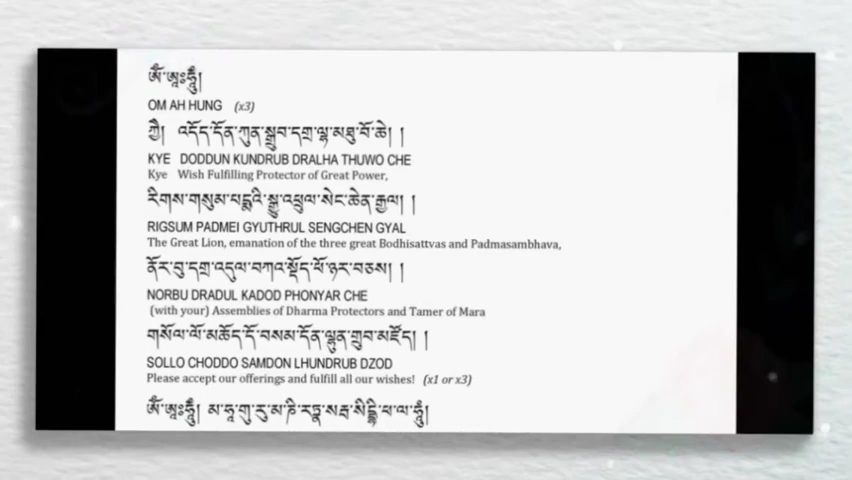 ཨོཾ་ཨཱཿཧཱུྂ།
OM AH HUNG (x3)
ཀྱཻ། འདོད་དོན་ཀུན་སྒྲུབ་དགྲ་ལྷ་མཐུ་བོ་ཆེ། །
KYE DODDUN KUNDRUB DRALHA THUWO CHE
Kye Wish Fulfilling Protector of Great Power,
རིགས་གསུམ་པདྨའི་སྒྱུ་འཕྲུལ་སེང་ཆེན་རྒྱལ། །
RIGSUM PADMEI GYUTHRUL SENGCHEN GYAL
The Great Lion, emanation of the three great Bodhisattvas and Padmasambhava,
ནོར་བུ་དགྲ་འདུལ་བཀའ་སྡོད་ཕོ་ཉར་བཅས། །
NORBU DRADUL KADOD PHONYAR CHE
(with your) Assemblies of Dharma Protectors and Tamer of Mara
གསོལ་ལོ་མཆོད་དོ་བསམ་དོན་ལྷུན་གྲུབ་མཛོད། །
SOLLO CHODDO SAMDON LHUNDRUB DZOD
Please accept our offerings and fulfill all our wishes! (x1 or x3)
ཨོཾ་ཨཱཿཧཱུྂ། མ་ཧཱ་གུ་རུ་མ་ཎི་རཏྣ་སརྦ་སིདྡྷི་ཕ་ལ་ཧཱུྂ།